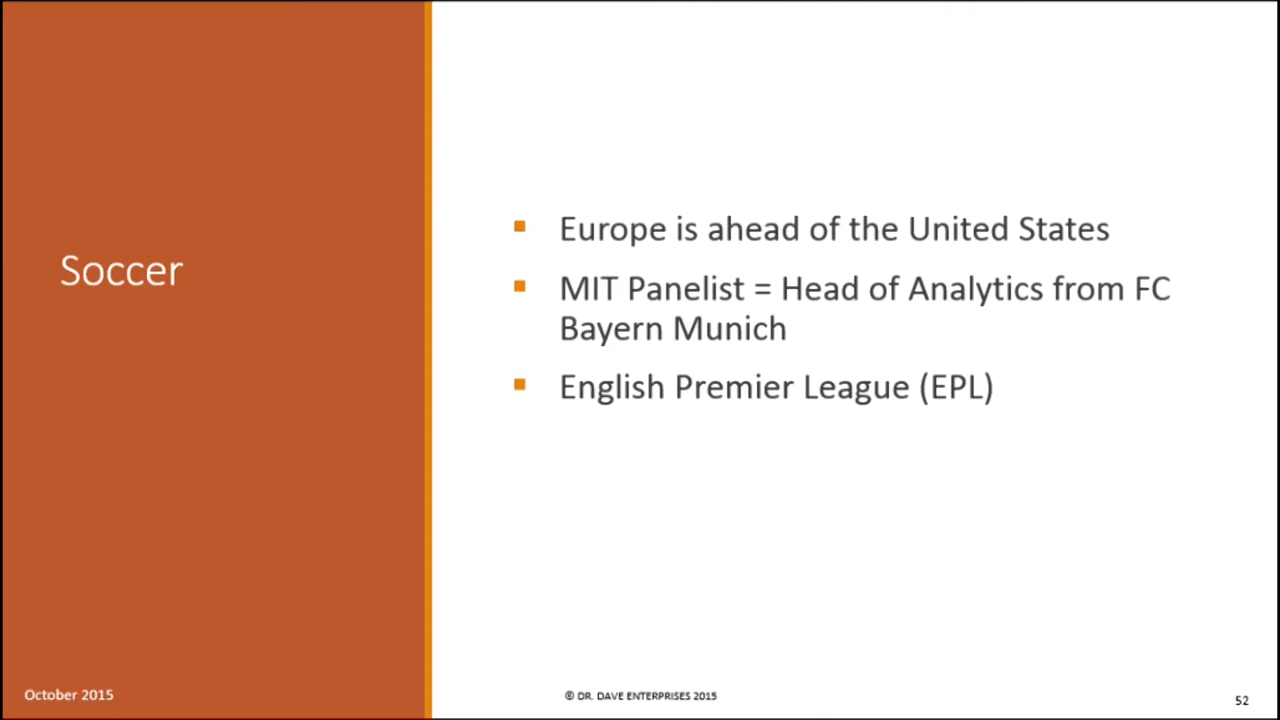 Soccer
▪ Europe is ahead of the United States
▪ MIT Panelist = Head of Analytics from FC
Bayern Munich
▪ English Premier League (EPL)
October 2015
© DR. DAVE ENTERPRISES 2015
52